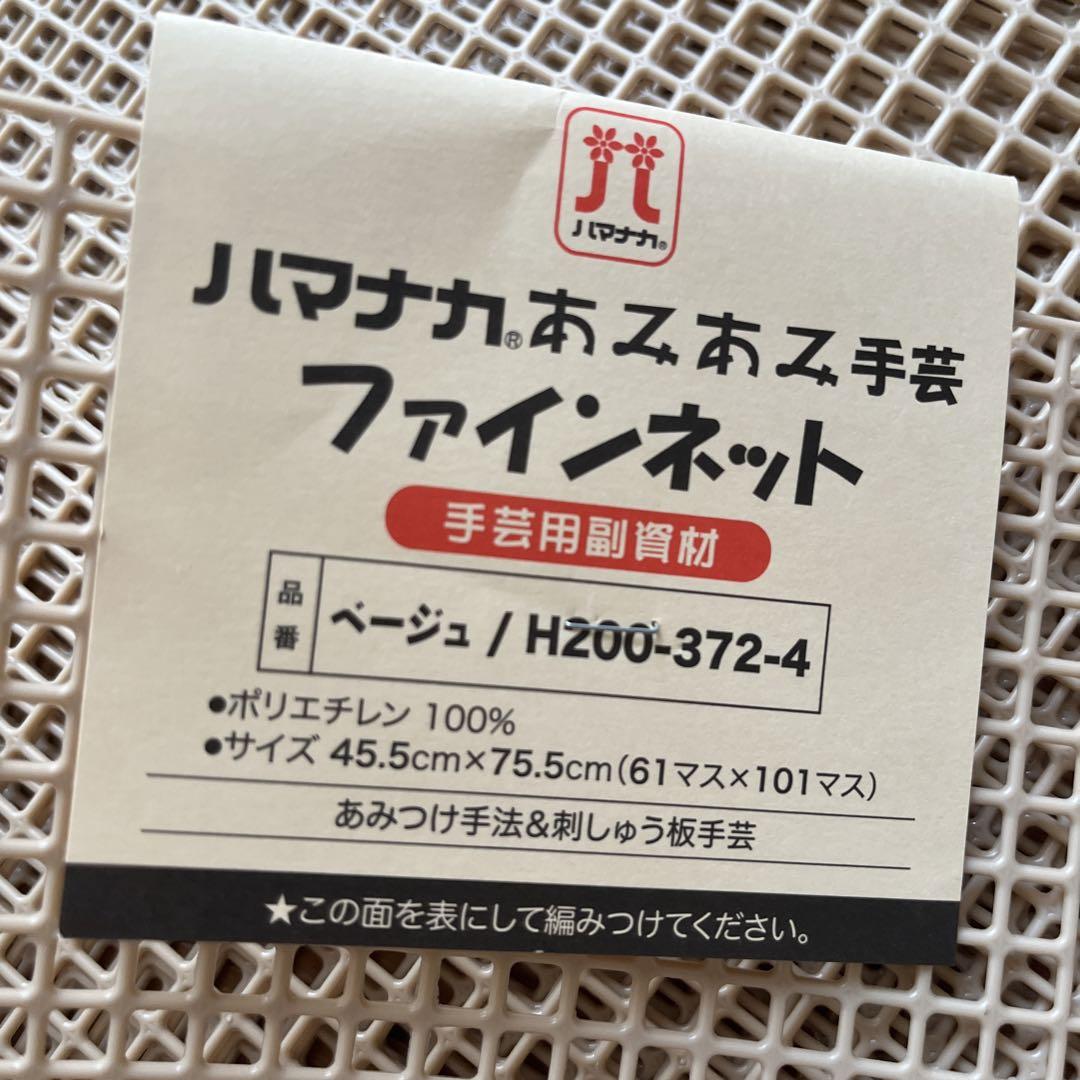 ハマナカ®
ハマナカ®あみあみ手芸
ファインネット
手芸用副資材
品番 ベージュ / H200-372-4
●ポリエチレン 100%
●サイズ 45.5cm×75.5cm(61マス×101マス)
あみつけ手法&刺しゅう板手芸
★この面を表にして編みつけてください。